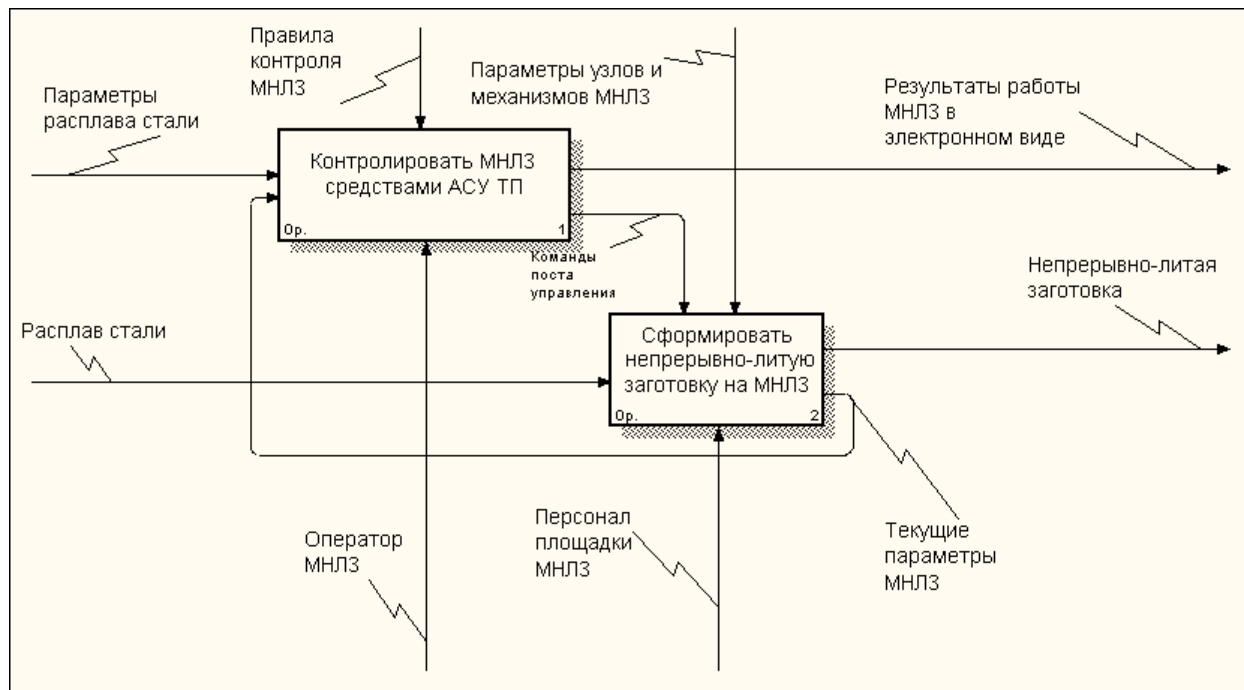 Правила
контроля
МНЛЗ
Параметры узлов и
механизмов МНЛЗ
Результаты работы
МНЛЗ в
электронном виде
Параметры
расплава стали
Контролировать МНЛЗ
средствами АСУ ТП
0р.
1
Команды
поста
управления
Непрерывно-литая
заготовка
Расплав стали
Сформировать
непрерывно-литую
заготовку на МНЛЗ
0р.
2
Оператор
МНЛЗ
Персонал
площадки
МНЛЗ
Текущие
параметры
МНЛЗ